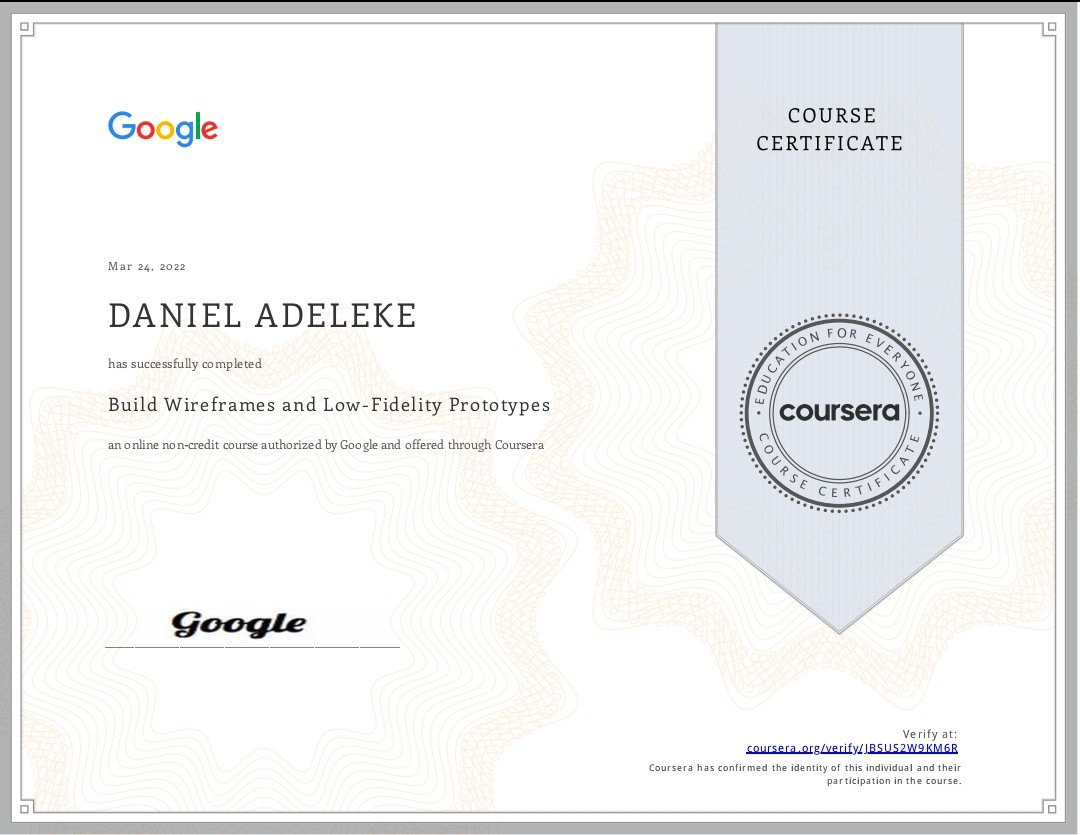 Google
COURSE
CERTIFICATE
Mar 24, 2022
DANIEL ADELEKE
has successfully completed
Build Wireframes and Low-Fidelity Prototypes
an online non-credit course authorized by Google and offered through Coursera
EDUCATION FOR EVERYONE
coursera
COURSE CERTIFICATE
Google
Verify at:
coursera.org/verify/JBSUS2W9KM6R
Coursera has confirmed the identity of this individual and their
participation in the course.